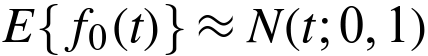 E{f₀(t)} ≈ N(t;0,1)